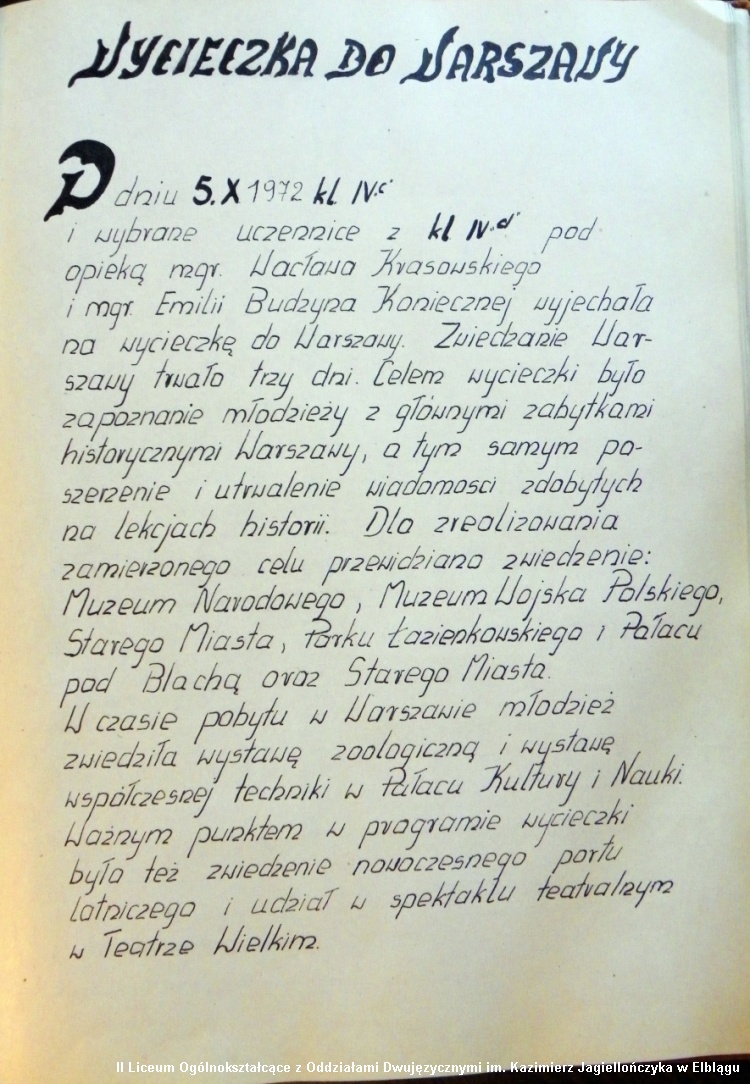 WYCIECZKA DO WARSZAWY
W dniu 5.X 1972 kl IV.c"
i wybrane uczennice z kl IV."d" pod
opieką mgr. Wacława Krasowskiego
i mgr. Emilii Budzyna Koniecznej wyjechała
na wycieczkę do Warszawy. Zwiedzanie War-
szawy trwało trzy dni. Celem wycieczki było
zapoznanie młodzieży z głównymi zabytkami
historycznymi Warszawy, a tym samym po-
szerzenie i utrwalenie wiadomosci zdobytych
na lekcjach historii. Dla zrealizowania
zamierzonego celu przewidziano zwiedzenie:
Muzeum Narodowego, Muzeum Wojska Polskiego,
Starego Miasta, Parku Łazienkowskiego i Pałacu
pod Blachą oraz Starego Miasta.
W czasie pobytu w Warszawie młodzież
zwiedziła wystawę zoologiczną i wystawę
współczesnej techniki w Pałacu Kultury i Nauki.
Ważnym punktem w programie wycieczki
było też zwiedzenie nowoczesnego portu
lotniczego i udział w spektaklu teatralnym
w Teatrze Wielkim.
II Liceum Ogólnokształcące z Oddziałami Dwujęzycznymi im. Kazimierz Jagiellończyka w Elblągu